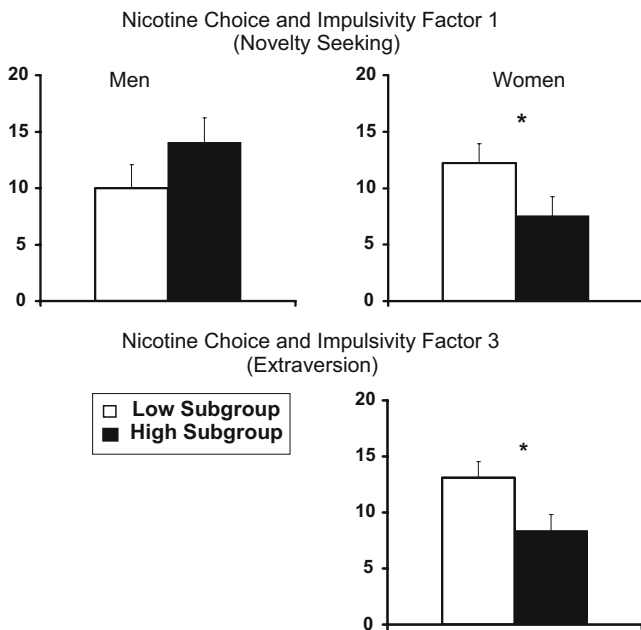 Nicotine Choice and Impulsivity Factor 1
(Novelty Seeking)
Men
20
15
10
5
0
Women
20
15
10
5
0
*
Nicotine Choice and Impulsivity Factor 3
(Extraversion)
Low Subgroup
High Subgroup
20
15
10
5
0
*